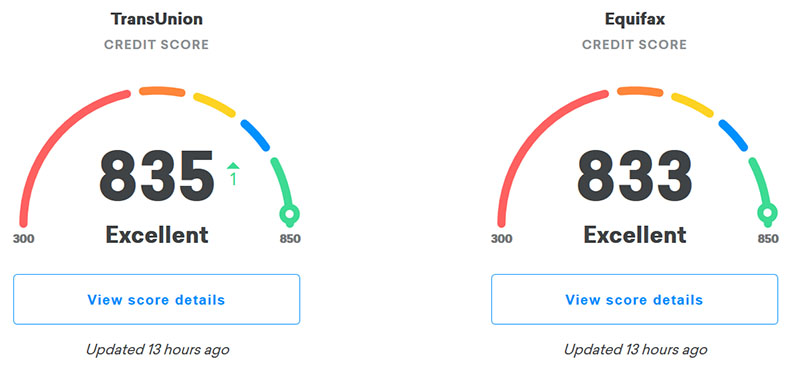 TransUnion
CREDIT SCORE
835
1
Excellent
300
850
View score details
Updated 13 hours ago
Equifax
CREDIT SCORE
833
Excellent
300
850
View score details
Updated 13 hours ago